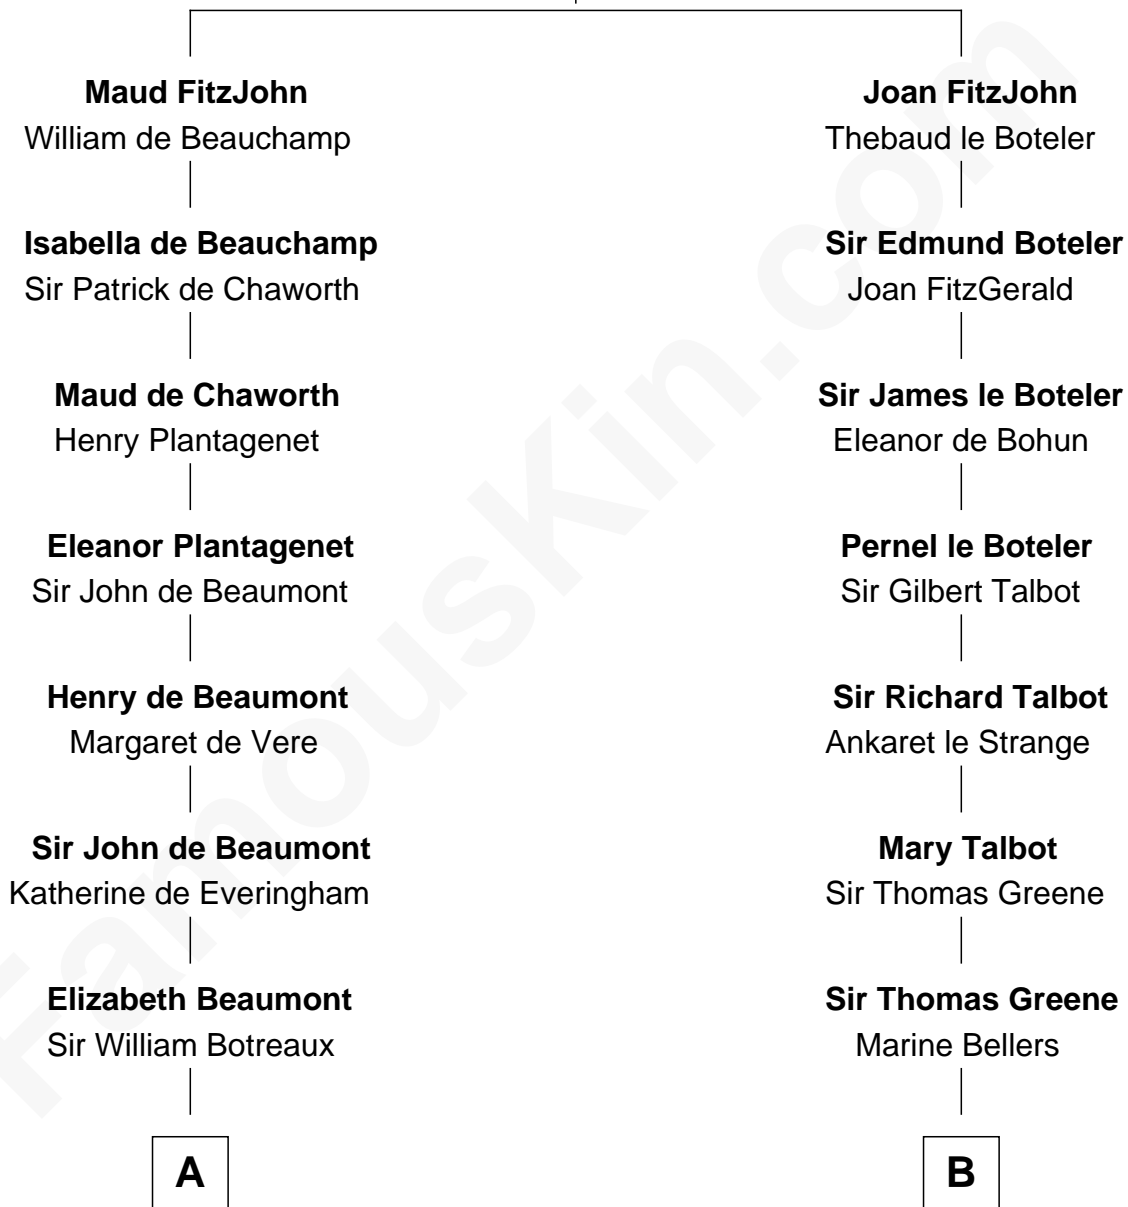 Maud FitzJohn
William de Beauchamp
Isabella de Beauchamp
Sir Patrick de Chaworth
Maud de Chaworth
Henry Plantagenet
Eleanor Plantagenet
Sir John de Beaumont
Henry de Beaumont
Margaret de Vere
Sir John de Beaumont
Katherine de Everingham
Elizabeth Beaumont
Sir William Botreaux
A
Joan FitzJohn
Thebaud le Boteler
Sir Edmund Boteler
Joan FitzGerald
Sir James le Boteler
Eleanor de Bohun
Pernel le Boteler
Sir Gilbert Talbot
Sir Richard Talbot
Ankaret le Strange
Mary Talbot
Sir Thomas Greene
Sir Thomas Greene
Marine Bellers
B
FamousKin.com